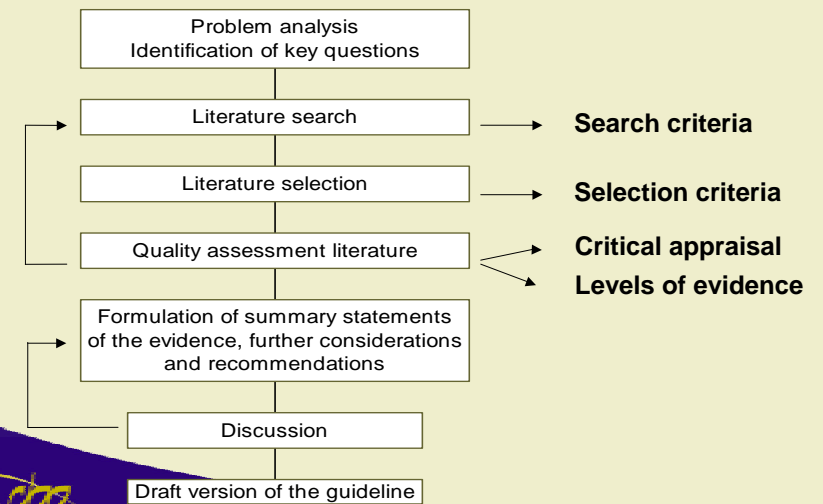 Problem analysis
Identification of key questions
Literature search
Search criteria
Literature selection
Selection criteria
Quality assessment literature
Critical appraisal
Levels of evidence
Formulation of summary statements
of the evidence, further considerations
and recommendations
Discussion
Draft version of the guideline